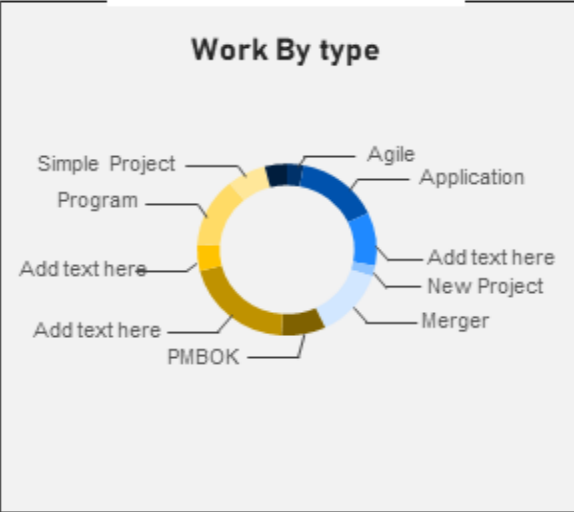 Work By type
Agile
Simple Project
Application
Program
Add text here
Add text here
New Project
Merger
Add text here
PMBOK